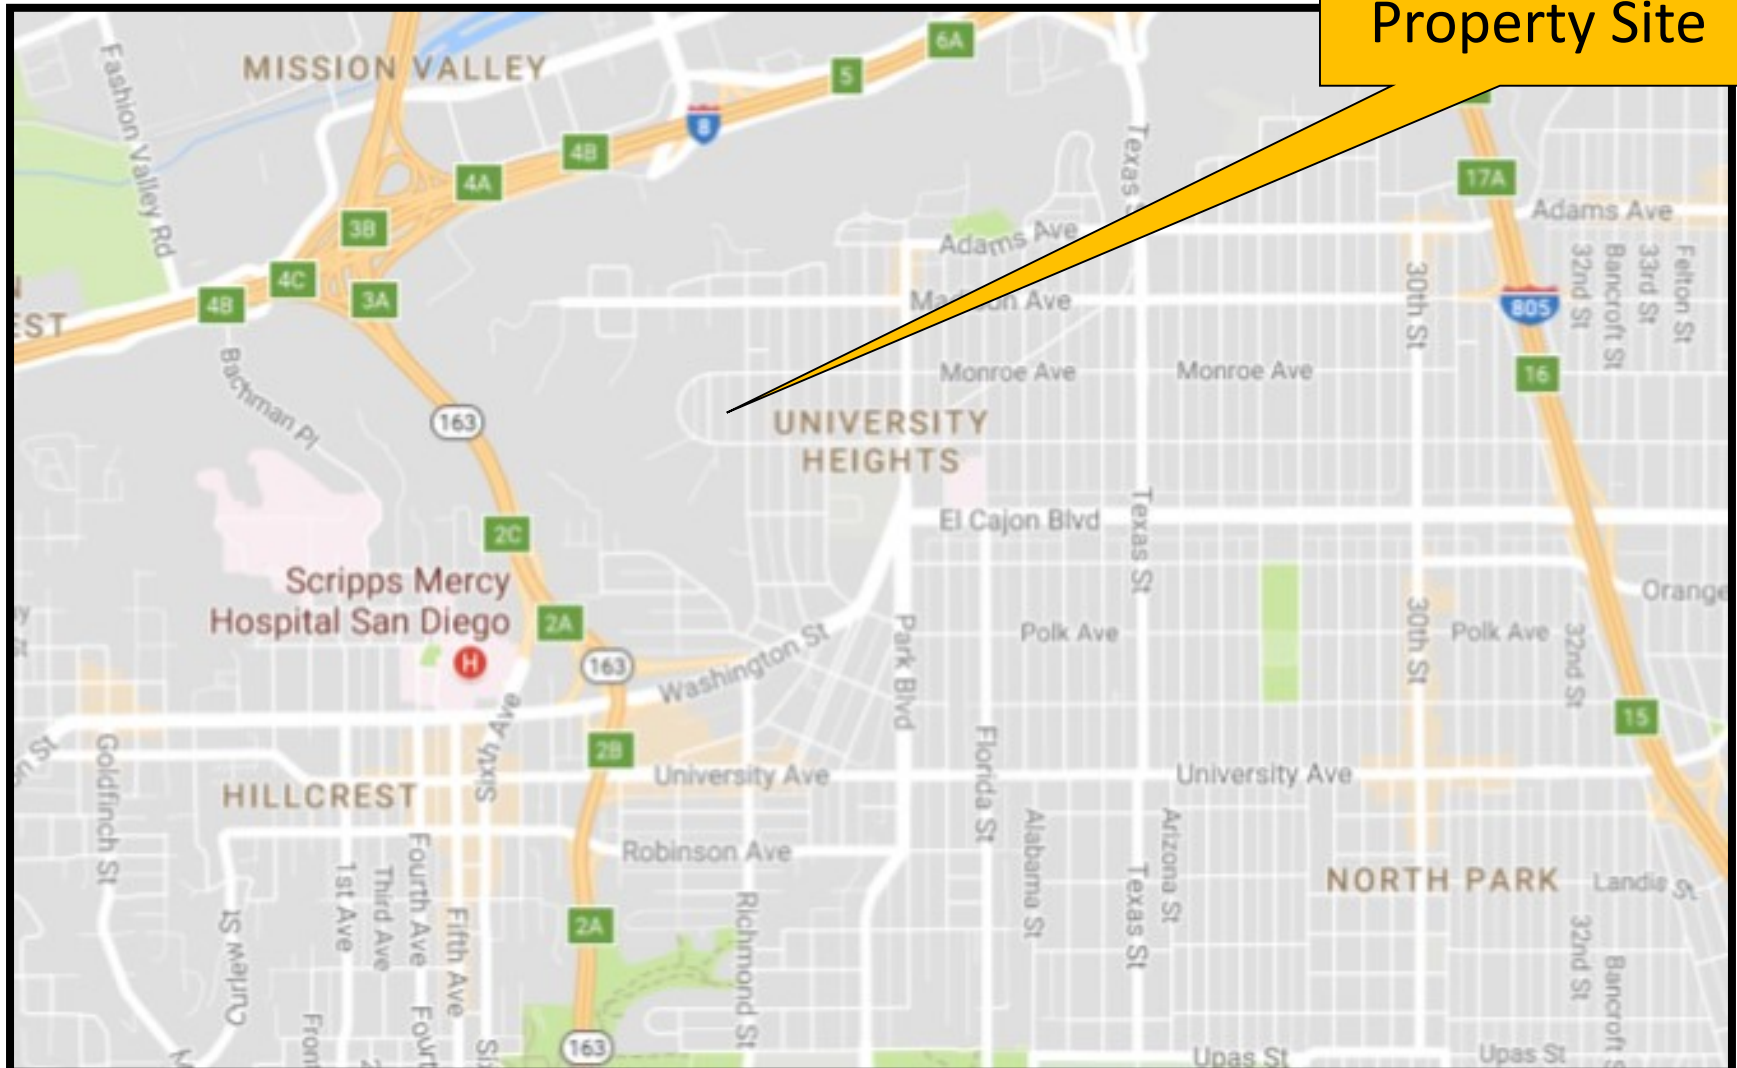 Property Site
MISSION VALLEY
Fashion Valley Rd
6A
5
8
4B
4A
3B
4C
3A
4B
EST
17A
Texas S
Adams Ave
Adams Ave
30th St
32nd St
Bancroft St
33rd St
Felton St
805
Monroe Ave
Monroe Ave
16
Bachman Pl
163
UNIVERSITY
HEIGHTS
2C
El Cajon Blvd
Texas St
Scripps Mercy
Hospital San Diego
H
2A
163
Washington St
Park Blvd
Polk Ave
30th St
Polk Ave
32nd St
Orange
15
on St
Goldfinch St
Sixth Ave
2B
University Ave
Florida St
University Ave
HILLCREST
Robinson Ave
Alabama St
Arizona St
Texas St
NORTH PARK
Landis St
1st Ave
Third Ave
Fourth Ave
Fifth Ave
Curlew St
2A
Richmond St
32nd St
Bancroft S
Front
Fourt
Six
163
Upas St
Upas St